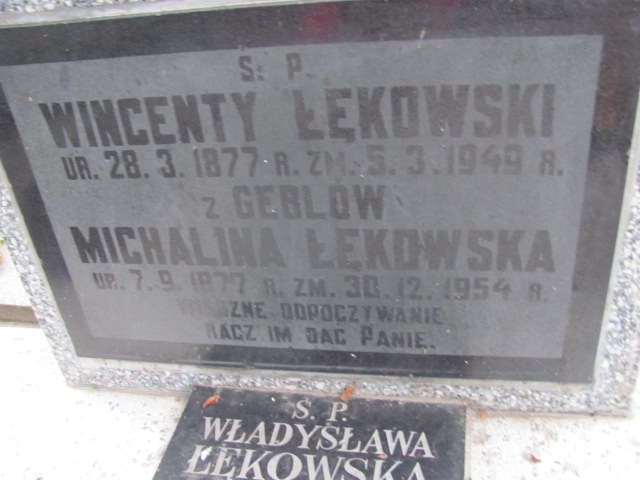 Ś. P.
WINCENTY ŁĘKOWSKI
UR. 28. 3. 1877 R. ZM. 5. 3. 1949 R.
z GEBLÓW
MICHALINA ŁĘKOWSKA
UR. 7. 9. 1877 R. ZM. 30. 12. 1954 R.
WIECZNE ODPOCZYWANIE
RACZ IM DAĆ PANIE.
Ś. P.
WŁADYSŁAWA
ŁĘKOWSKA